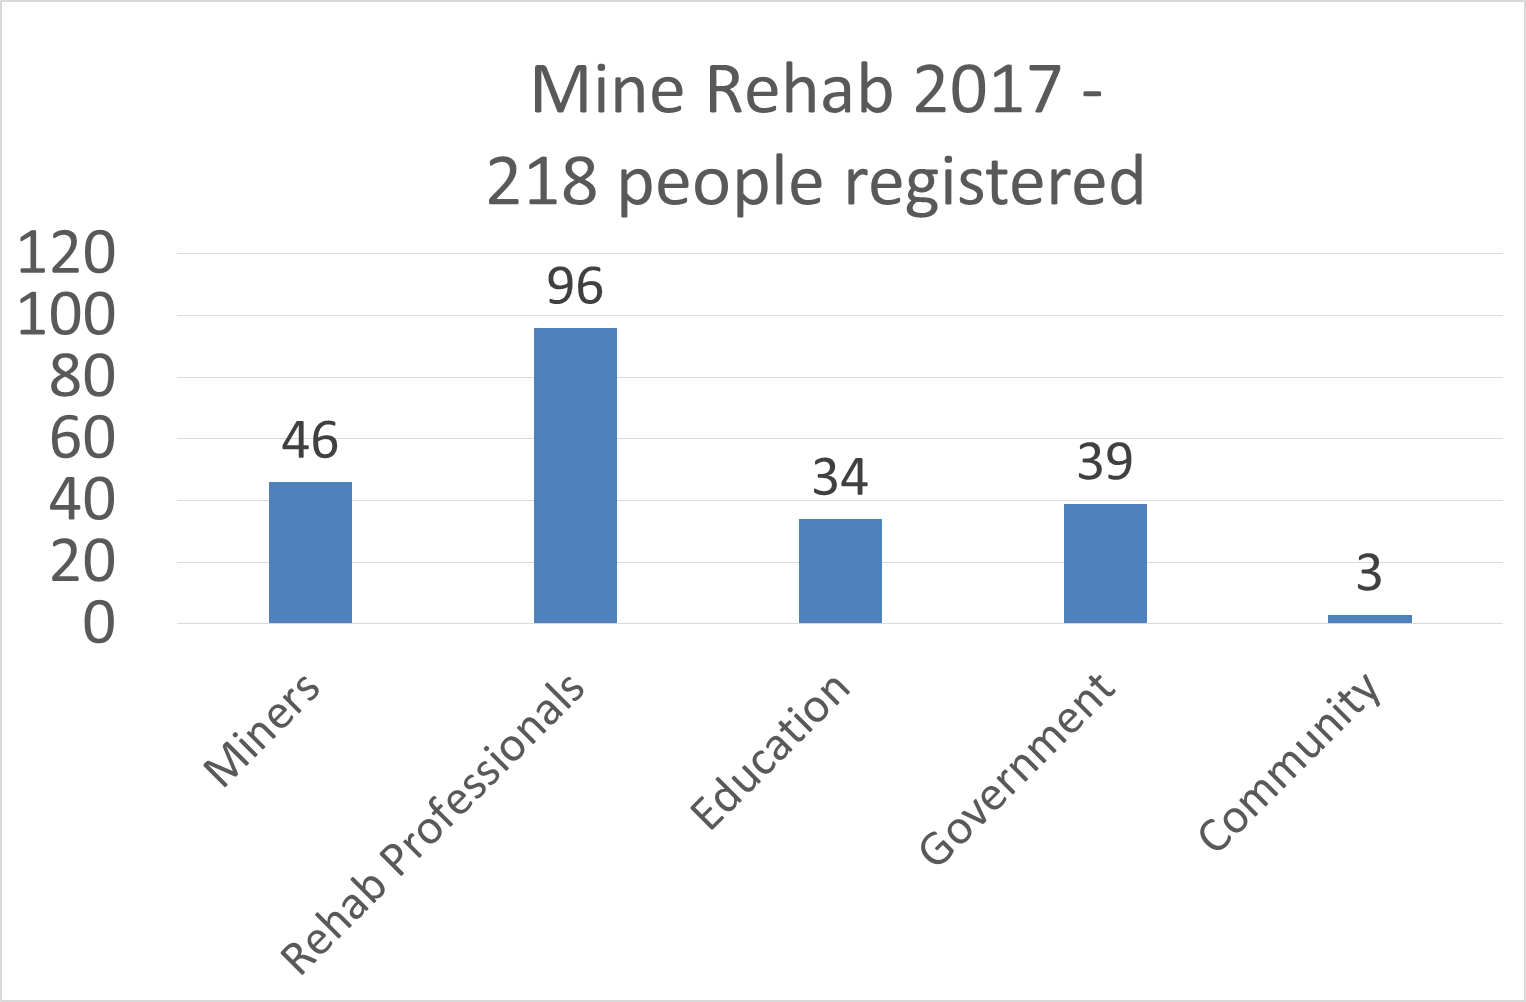 Mine Rehab 2017 -
218 people registered
120
100
80
60
40
20
0
46
96
34
39
3
Miners
Rehab Professionals
Education
Government
Community